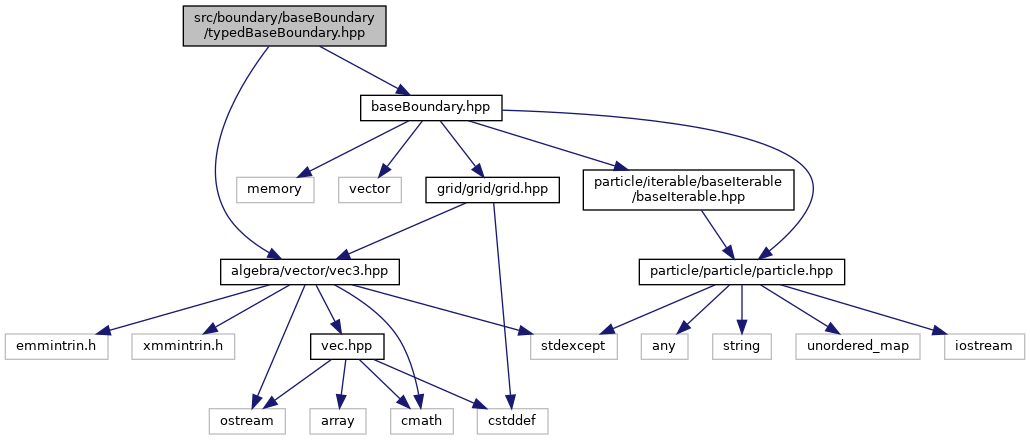 src/boundary/baseBoundary
/typedBaseBoundary.hpp
baseBoundary.hpp
memory
vector
grid/grid/grid.hpp
particle/iterable/baseIterable
/baseIterable.hpp
algebra/vector/vec3.hpp
particle/particle/particle.hpp
emmintrin.h
xmmintrin.h
vec.hpp
stdexcept
any
string
unordered_map
iostream
ostream
array
cmath
cstddef